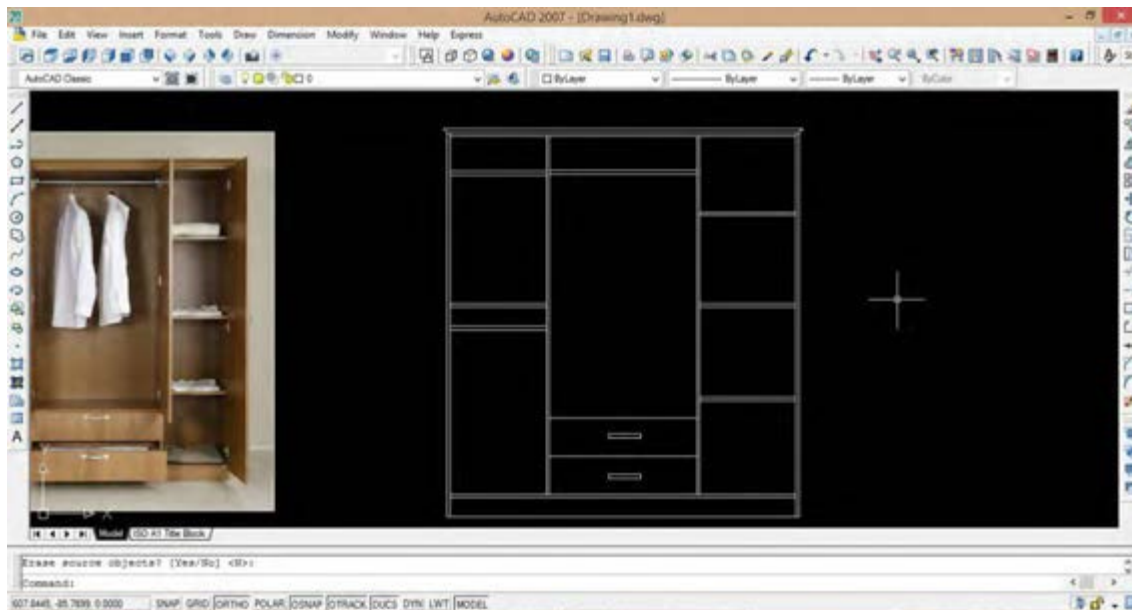 AutoCAD 2007 - [Drawing1.dwg]
File Edit View Insert Format Tools Draw Dimension Modify Window Help Express
AutoCAD Classic 0 ByLayer ByLayer ByLayer ByColor
A
Y
X
Model ISO A1 Title Block
Erase source objects? [Yes/No] <N>:
Command:
SNAP GRID ORTHO POLAR OSNAP OTRACK DUCS DYN LWT MODEL